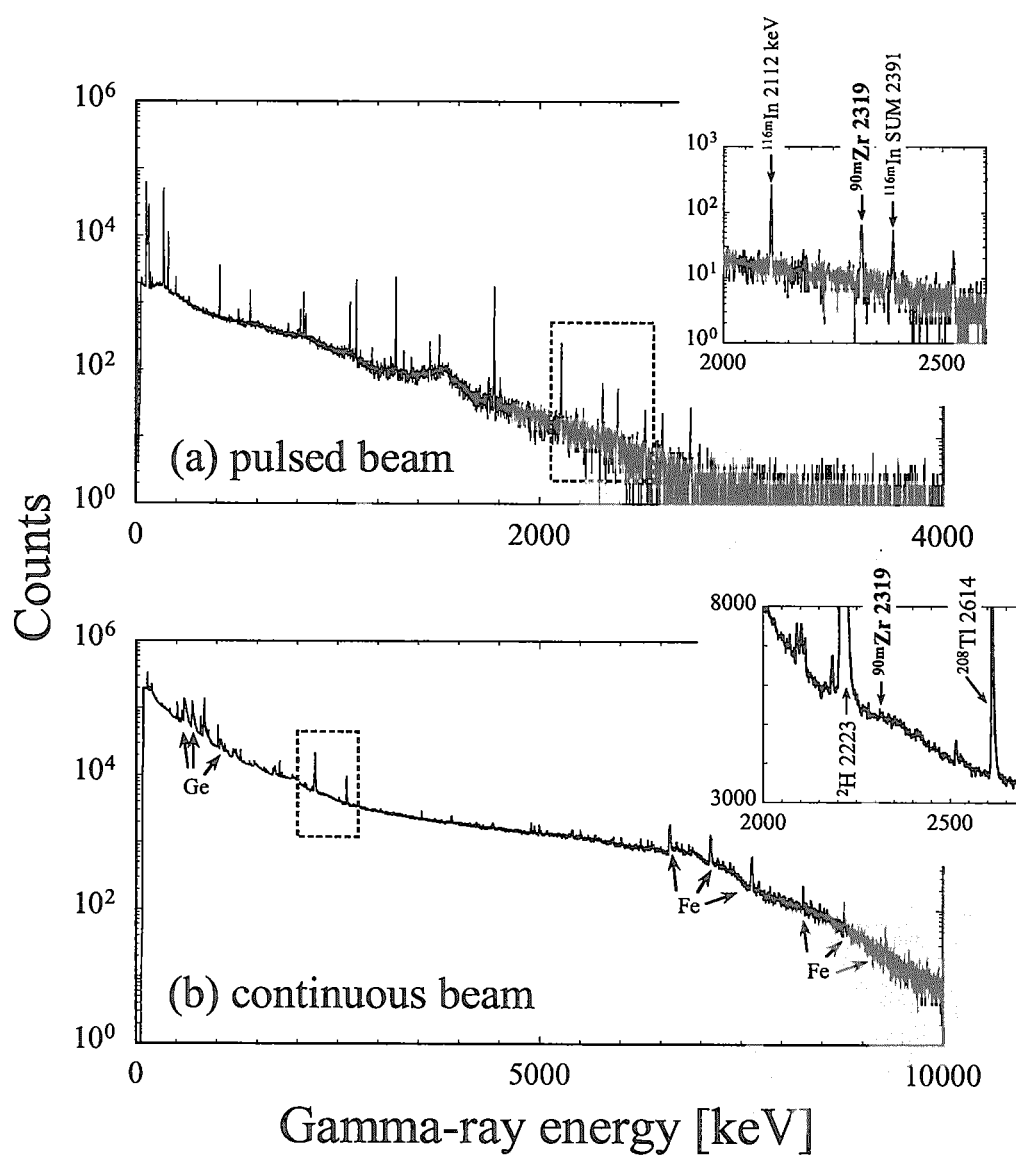 10⁶
10⁴
10²
10⁰
(a) pulsed beam
0
2000
4000
¹¹⁶ᵐIn 2112 keV
⁹⁰ᵐZr 2319
¹¹⁶ᵐIn SUM 2391
10³
10²
10¹
10⁰
2000
2500
Counts
10⁶
10⁴
10²
10⁰
Ge
Fe
Fe
(b) continuous beam
0
5000
10000
8000
3000
²H 2223
⁹⁰ᵐZr 2319
²⁰⁸Tl 2614
2000
2500
Gamma-ray energy [keV]